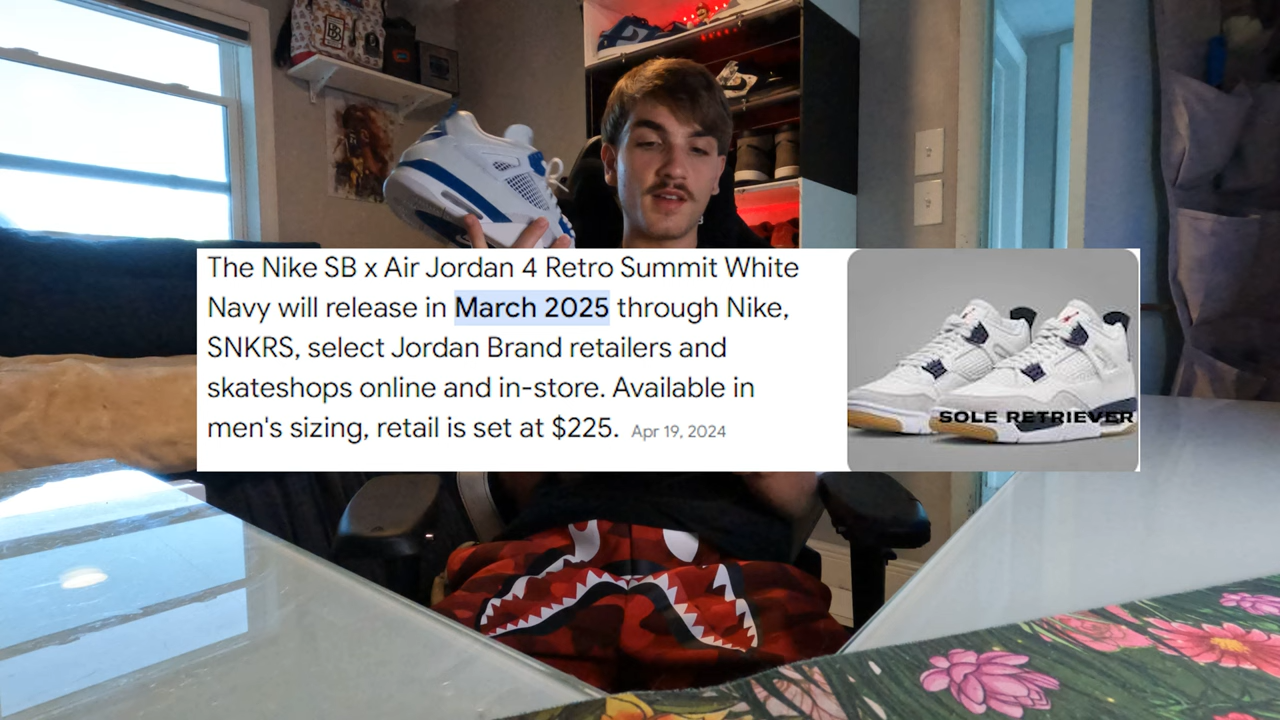 The Nike SB x Air Jordan 4 Retro Summit White
Navy will release in March 2025 through Nike,
SNKRS, select Jordan Brand retailers and
skateshops online and in-store. Available in
men's sizing, retail is set at $225. Apr 19, 2024
SOLE RETRIEVER